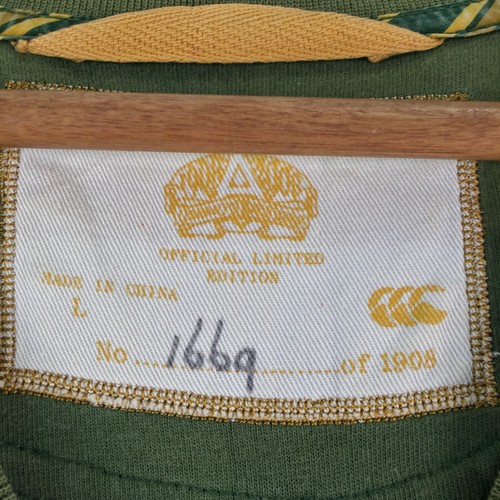 OFFICIAL LIMITED
EDITION
MADE IN CHINA
L
No 1669 of 1908